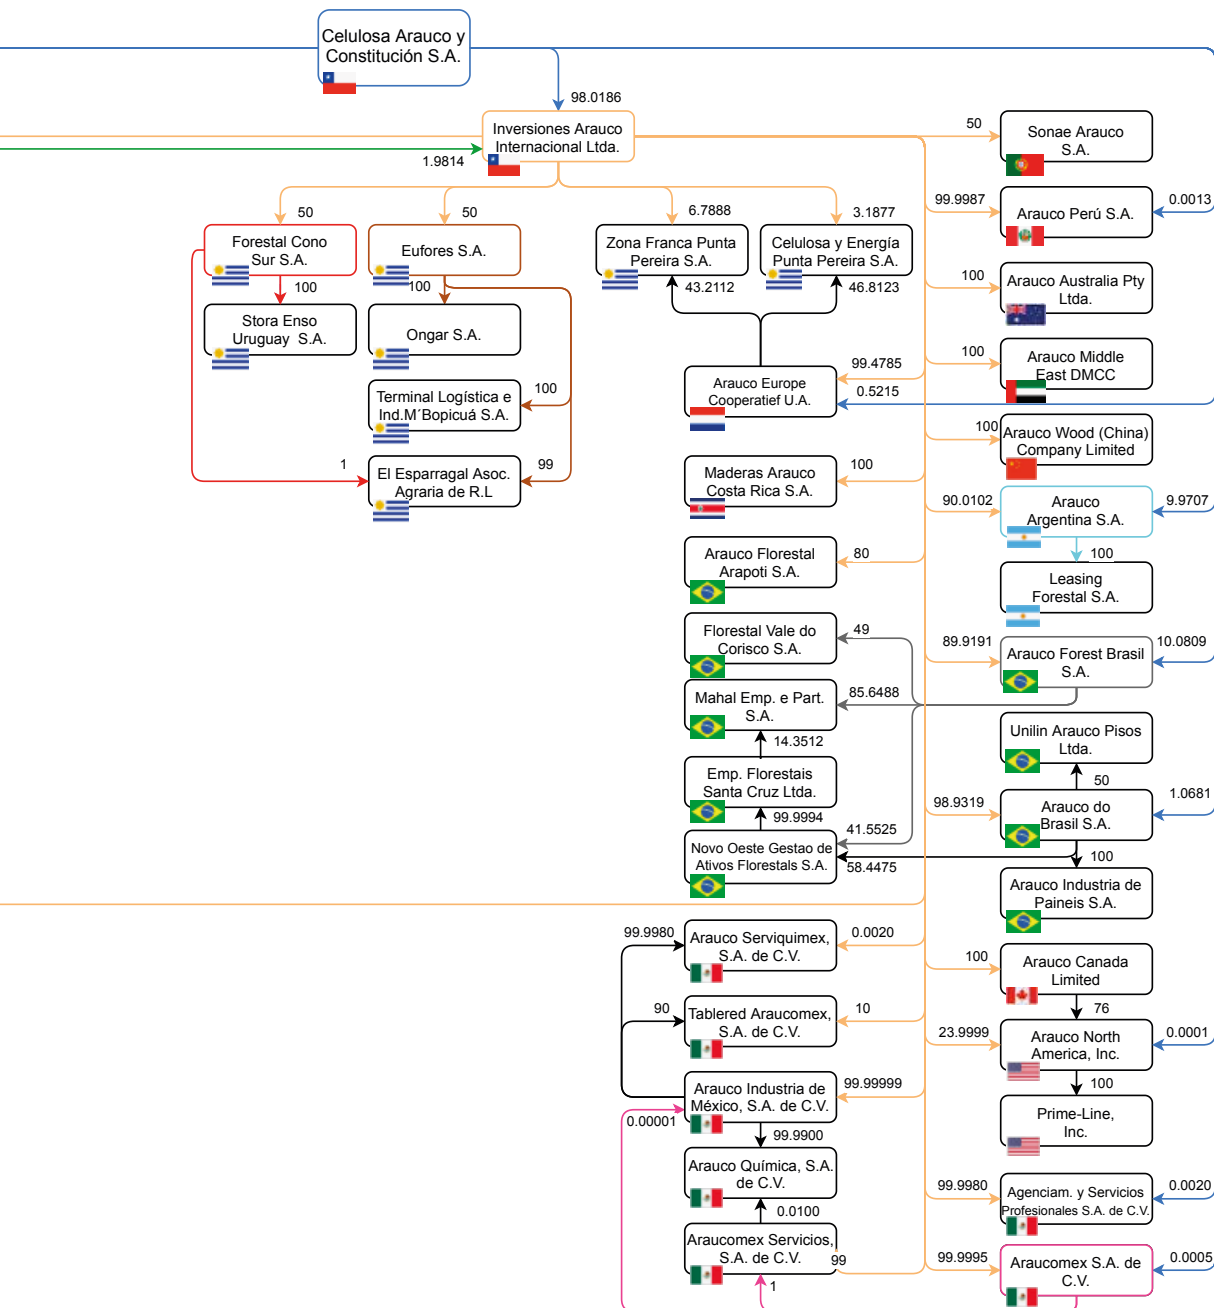 Celulosa Arauco y
Constitución S.A.
98.0186
Inversiones Arauco
Internacional Ltda.
1.9814
50
Sonae Arauco
S.A.
99.9987
Arauco Perú S.A.
0.0013
50
Forestal Cono
Sur S.A.
50
Eufores S.A.
6.7888
Zona Franca Punta
Pereira S.A.
3.1877
Celulosa y Energía
Punta Pereira S.A.
100
Arauco Australia Pty
Ltda.
100
Stora Enso
Uruguay S.A.
100
Ongar S.A.
43.2112
46.8123
100
Arauco Middle
East DMCC
99.4785
Arauco Europe
Cooperatief U.A.
0.5215
Terminal Logística e
Ind.M´Bopicuá S.A.
100
100
Arauco Wood (China)
Company Limited
1
El Esparragal Asoc.
Agraria de R.L
99
Maderas Arauco
Costa Rica S.A.
100
90.0102
Arauco
Argentina S.A.
9.9707
Arauco Florestal
Arapoti S.A.
80
100
Leasing
Forestal S.A.
Florestal Vale do
Corisco S.A.
49
89.9191
Arauco Forest Brasil
S.A.
10.0809
Mahal Emp. e Part.
S.A.
85.6488
14.3512
Unilin Arauco Pisos
Ltda.
50
Emp. Florestais
Santa Cruz Ltda.
99.9994
98.9319
Arauco do
Brasil S.A.
1.0681
Novo Oeste Gestao de
Ativos Florestals S.A.
41.5525
58.4475
100
Arauco Industria de
Paineis S.A.
99.9980
Arauco Serviquimex,
S.A. de C.V.
0.0020
100
Arauco Canada
Limited
90
Tablered Araucomex,
S.A. de C.V.
10
76
23.9999
Arauco North
America, Inc.
0.0001
Arauco Industria de
México, S.A. de C.V.
99.99999
0.00001
100
Prime-Line,
Inc.
99.9900
Arauco Química, S.A.
de C.V.
0.0100
99.9980
Agenciam. y Servicios
Profesionales S.A. de C.V.
0.0020
Araucomex Servicios,
S.A. de C.V.
99
1
99.9995
Araucomex S.A. de
C.V.
0.0005